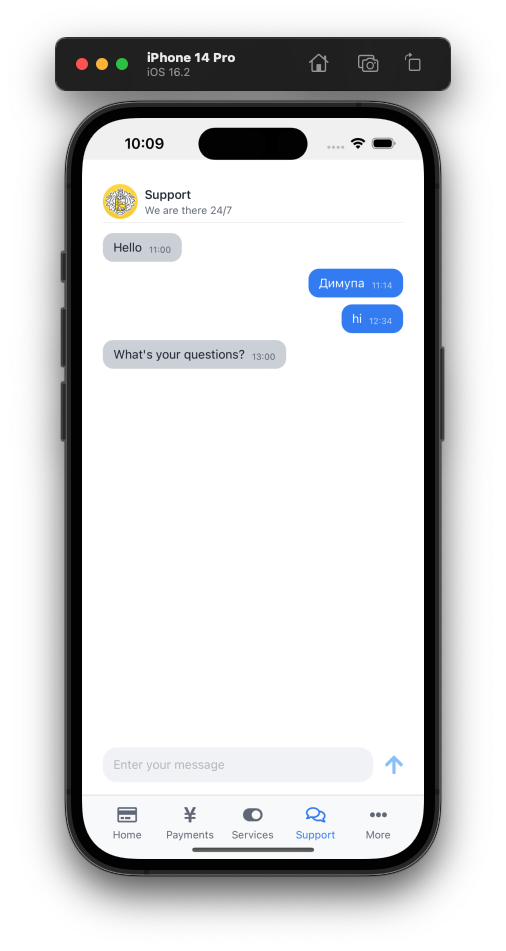 iPhone 14 Pro
iOS 16.2
10:09
Support
We are there 24/7
Hello 11:00
Димупа 11:14
hi 12:34
What's your questions? 13:00
Enter your message
Home Payments Services Support More